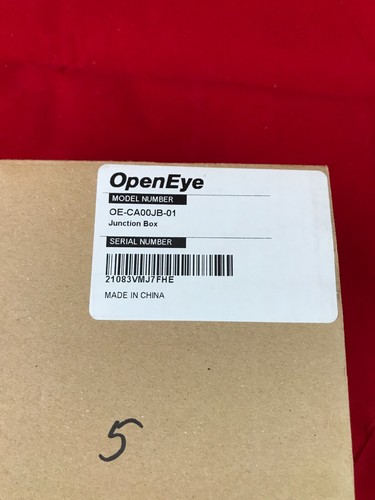 OpenEye
MODEL NUMBER
OE-CA00JB-01
Junction Box
SERIAL NUMBER
21083VMJ7FHE
MADE IN CHINA
5